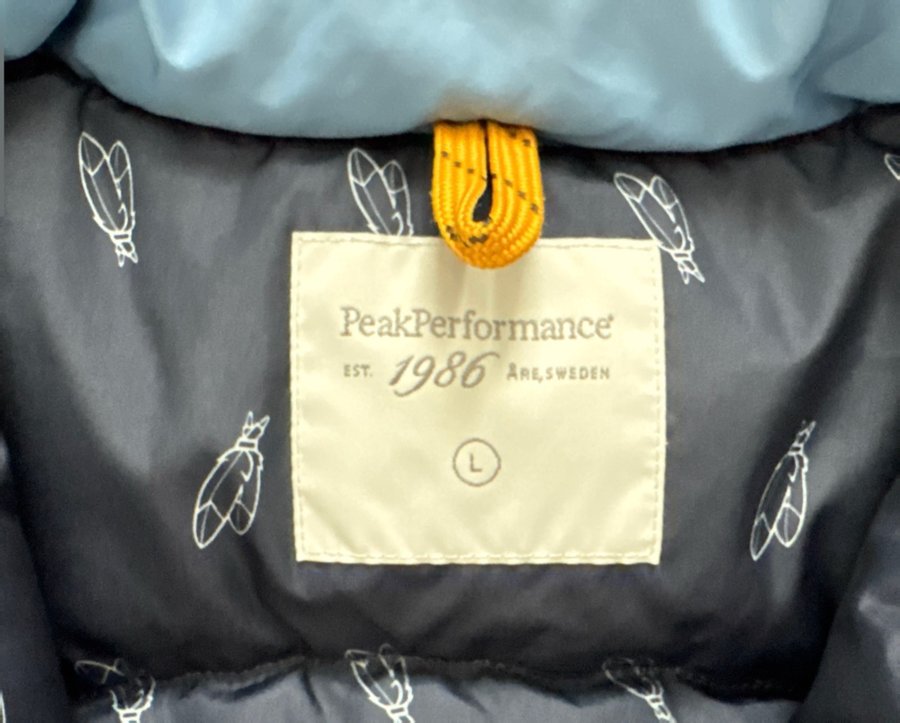 PeakPerformance®
EST. 1986 ÅRE, SWEDEN
L